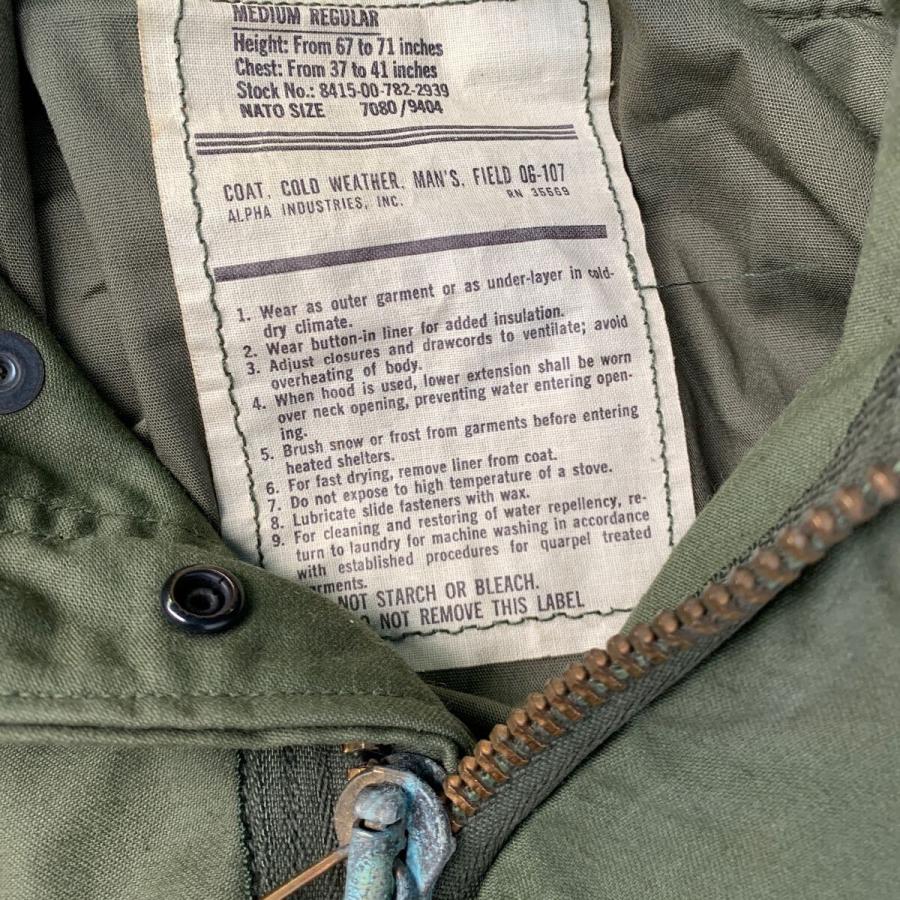 MEDIUM REGULAR
Height: From 67 to 71 inches
Chest: From 37 to 41 inches
Stock No.: 8415-00-782-2939
NATO SIZE 7080/9404
COAT, COLD WEATHER, MAN'S, FIELD OG-107
ALPHA INDUSTRIES, INC. RN 35669
1. Wear as outer garment or as under-layer in cold-
dry climate.
2. Wear button-in liner for added insulation.
3. Adjust closures and drawcords to ventilate; avoid
overheating of body.
4. When hood is used, lower extension shall be worn
over neck opening, preventing water entering open-
ing.
5. Brush snow or frost from garments before entering
heated shelters.
6. For fast drying, remove liner from coat.
7. Do not expose to high temperature of a stove.
8. Lubricate slide fasteners with wax.
9. For cleaning and restoring of water repellency, re-
turn to laundry for machine washing in accordance
with established procedures for quarpel treated
arments.
NOT STARCH OR BLEACH.
NOT REMOVE THIS LABEL